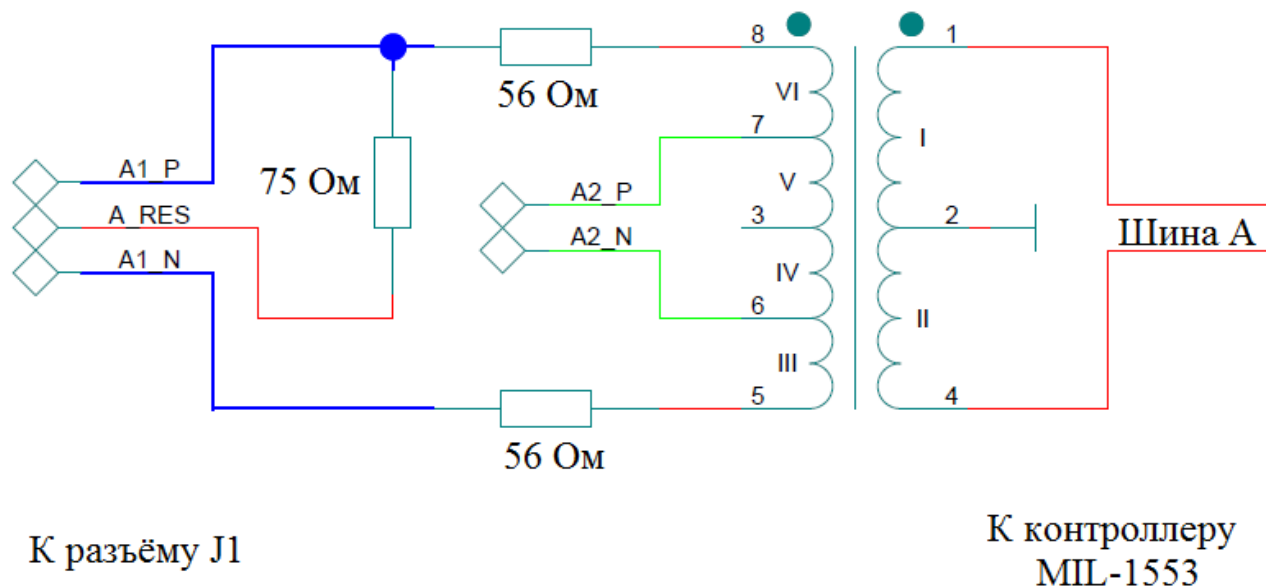 8
1
56 Ом
VI
7
I
A1_P
75 Ом
V
A2_P
A_RES
3
2
A2_N
Шина А
A1_N
IV
6
II
III
5
4
56 Ом
К разъёму J1
К контроллеру
MIL-1553